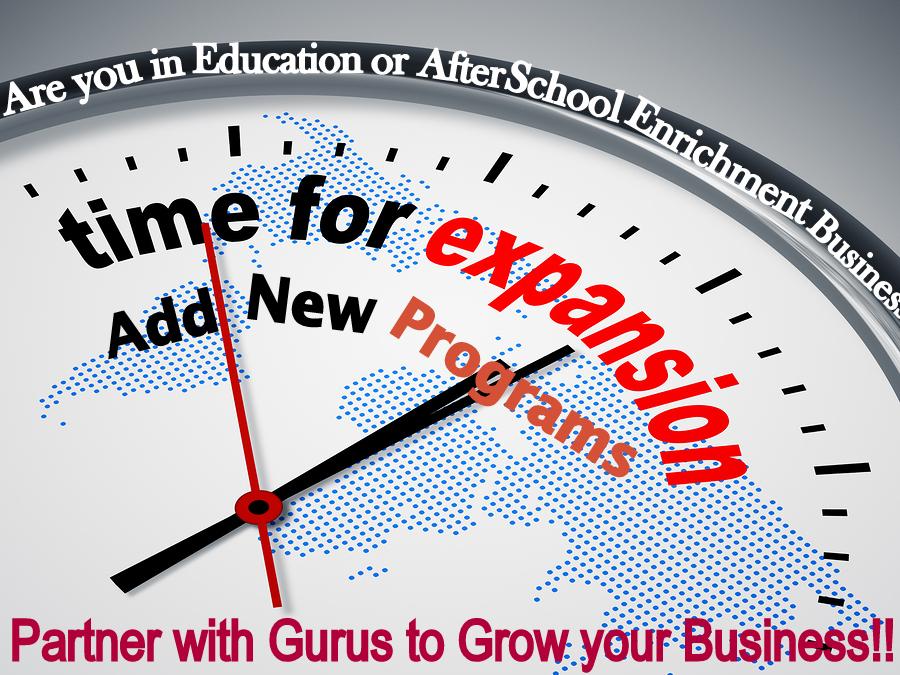 Are you in Education or AfterSchool Enrichment Business
time for expansion
Add New Programs
Partner with Gurus to Grow your Business!!